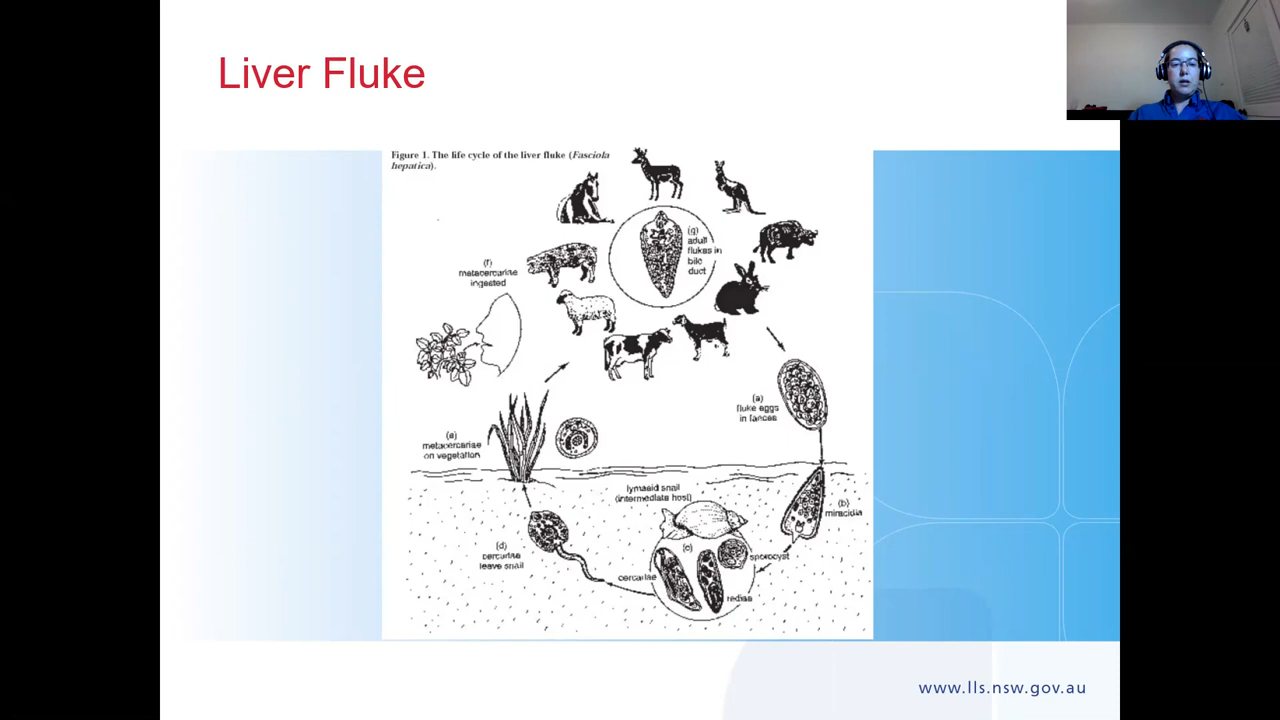 Liver Fluke
Figure 1. The life cycle of the liver fluke (Fasciola
hepatica).
(g)
adult
flukes in
bile
duct
(f)
metacercariae
ingested
(a)
fluke eggs
in faeces
(e)
metacercariae
on vegetation
lymaeid snail
(intermediate host)
(b)
miracidia
(c)
sporocyst
(d)
cercariae
leave snail
cercariae
rediae
www.lls.nsw.gov.au